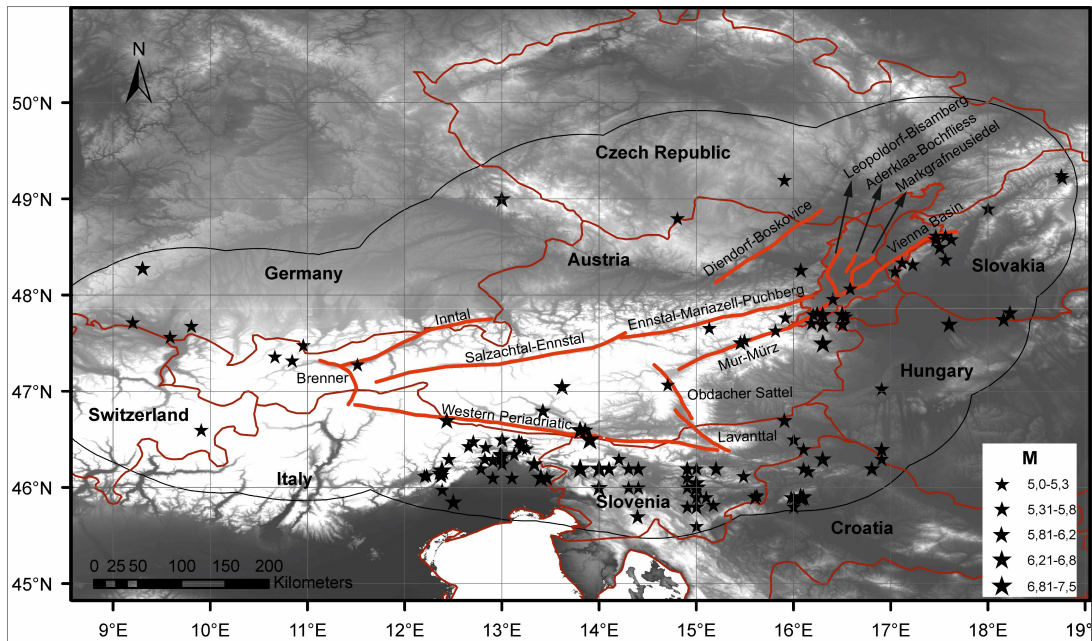 N
50°N
49°N
48°N
47°N
46°N
45°N
Czech Republic
Leopoldorf-Bisamberg
Aderklaa-Bochfliess
Markgrafneusiedel
Vienna Basin
Diendorf-Boskovice
Germany
Austria
Slovakia
Inntal
Ennstal-Mariazell-Puchberg
Salzachtal-Ennstal
Mur-Mürz
Brenner
Obdacher Sattel
Hungary
Switzerland
Western Periadriatic
Lavanttal
Italy
Slovenia
Croatia
M
5,0-5,3
5,31-5,8
5,81-6,2
6,21-6,8
6,81-7,5
0 25 50 100 150 200
Kilometers
9°E 10°E 11°E 12°E 13°E 14°E 15°E 16°E 17°E 18°E